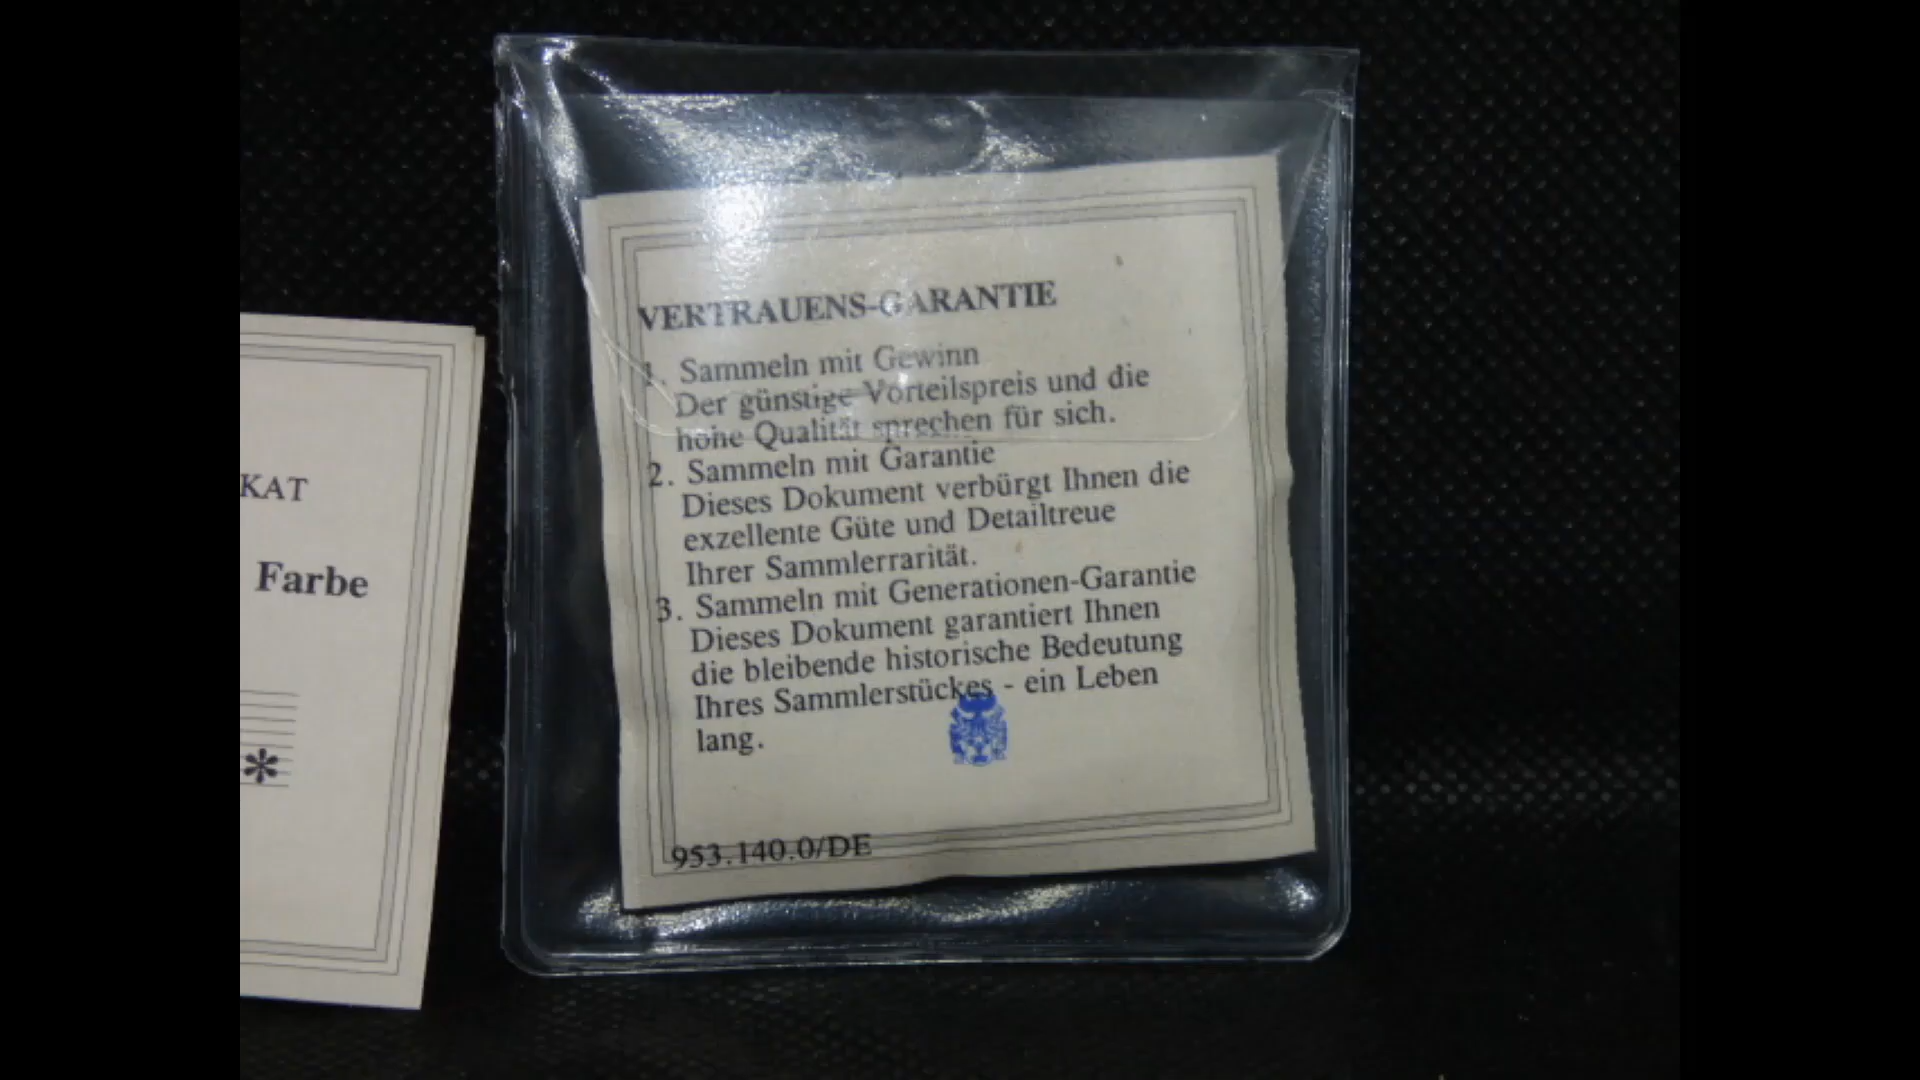 KAT
Farbe
*
VERTRAUENS-GARANTIE
1. Sammeln mit Gewinn
Der günstige Vorteilspreis und die
hohe Qualität sprechen für sich.
2. Sammeln mit Garantie
Dieses Dokument verbürgt Ihnen die
exzellente Güte und Detailtreue
Ihrer Sammlerrarität.
3. Sammeln mit Generationen-Garantie
Dieses Dokument garantiert Ihnen
die bleibende historische Bedeutung
Ihres Sammlerstückes - ein Leben
lang.
953.140.0/DE